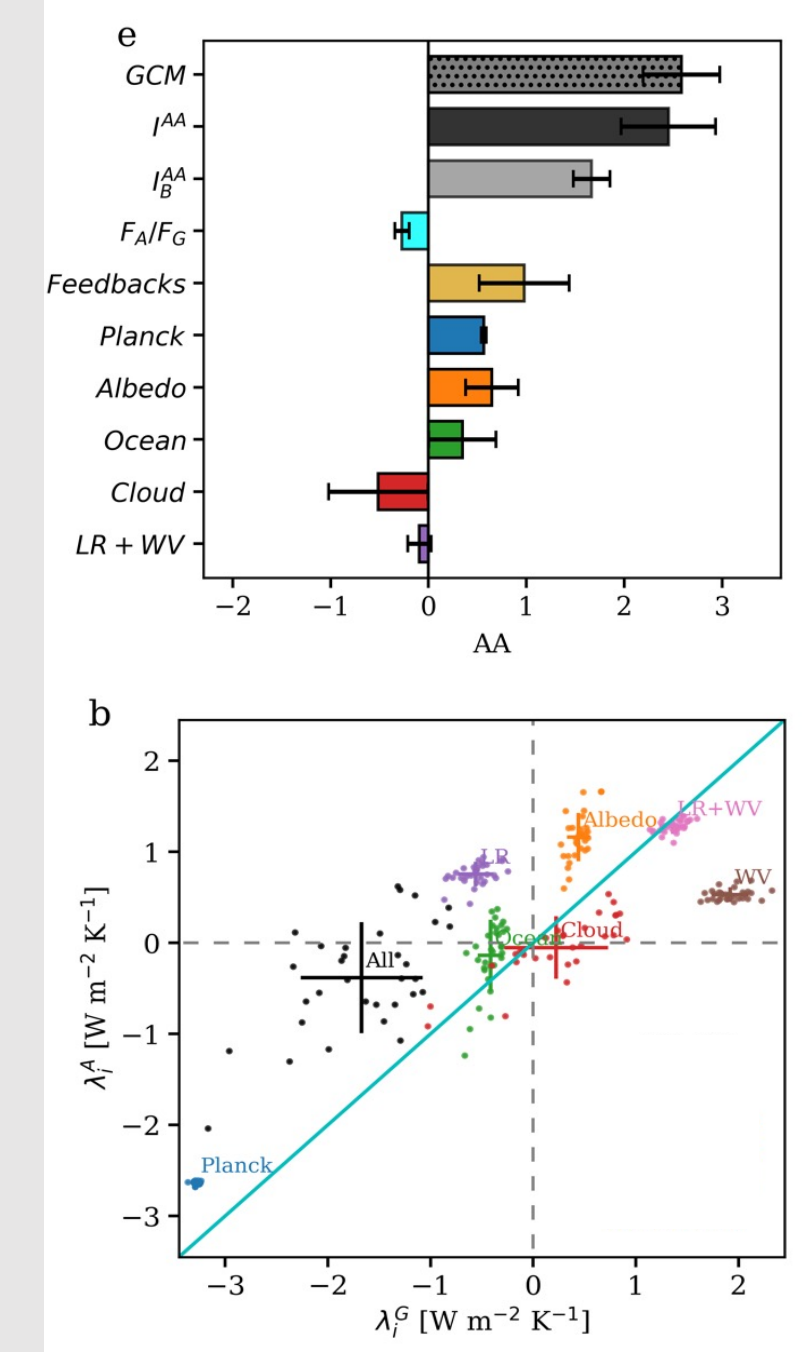 e
GCM
I^{AA}
I_B^{AA}
F_A/F_G
Feedbacks
Planck
Albedo
Ocean
Cloud
LR + WV
−2 −1 0 1 2 3
AA
b
2
1
0
−1
−2
−3
λ_i^A [W m^{−2} K^{−1}]
Albedo
LR+WV
LR
WV
Ocean
Cloud
All
Planck
−3 −2 −1 0 1 2
λ_i^G [W m^{−2} K^{−1}]